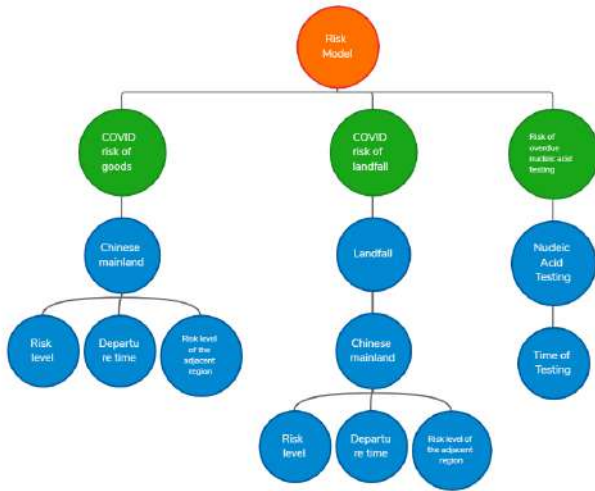 Risk
Model
COVID
risk of
goods
COVID
risk of
landfall
Risk of
overdue
nucleic acid
testing
Chinese
mainland
Landfall
Nucleic
Acid
Testing
Risk
level
Departu
re time
Risk level
of the
adjacent
region
Chinese
mainland
Time of
Testing
Risk
level
Departu
re time
Risk level of
the adjacent
region